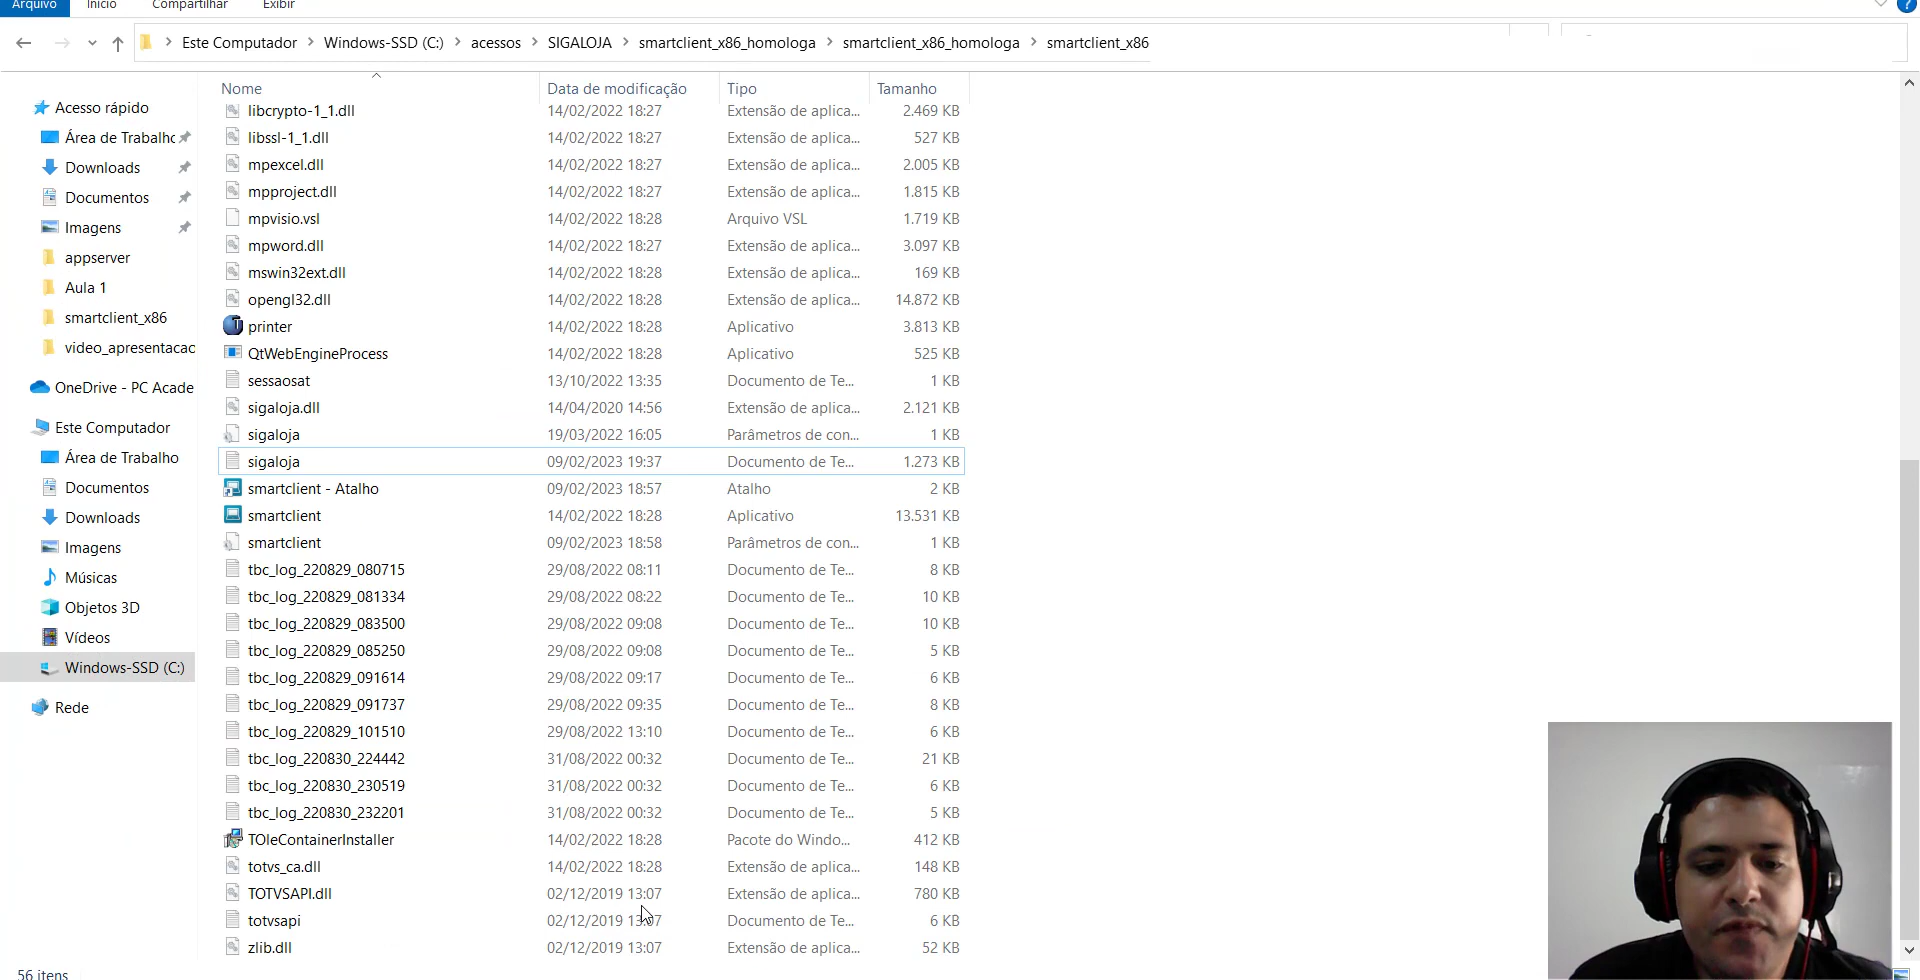 Arquivo Início Compartilhar Exibir
Este Computador Windows-SSD (C:) acessos SIGALOJA smartclient_x86_homologa smartclient_x86_homologa smartclient_x86
Nome Data de modificação Tipo Tamanho
Acesso rápido
Área de Trabalho
Downloads
Documentos
Imagens
appserver
Aula 1
smartclient_x86
video_apresentacao
OneDrive - PC Acade
Este Computador
Área de Trabalho
Documentos
Downloads
Imagens
Músicas
Objetos 3D
Vídeos
Windows-SSD (C:)
Rede
libcrypto-1_1.dll 14/02/2022 18:27 Extensão de aplica... 2.469 KB
libssl-1_1.dll 14/02/2022 18:27 Extensão de aplica... 527 KB
mpexcel.dll 14/02/2022 18:27 Extensão de aplica... 2.005 KB
mpproject.dll 14/02/2022 18:27 Extensão de aplica... 1.815 KB
mpvisio.vsl 14/02/2022 18:28 Arquivo VSL 1.719 KB
mpword.dll 14/02/2022 18:27 Extensão de aplica... 3.097 KB
mswin32ext.dll 14/02/2022 18:28 Extensão de aplica... 169 KB
opengl32.dll 14/02/2022 18:28 Extensão de aplica... 14.872 KB
printer 14/02/2022 18:28 Aplicativo 3.813 KB
QtWebEngineProcess 14/02/2022 18:28 Aplicativo 525 KB
sessaosat 13/10/2022 13:35 Documento de Te... 1 KB
sigaloja.dll 14/04/2020 14:56 Extensão de aplica... 2.121 KB
sigaloja 19/03/2022 16:05 Parâmetros de con... 1 KB
sigaloja 09/02/2023 19:37 Documento de Te... 1.273 KB
smartclient - Atalho 09/02/2023 18:57 Atalho 2 KB
smartclient 14/02/2022 18:28 Aplicativo 13.531 KB
smartclient 09/02/2023 18:58 Parâmetros de con... 1 KB
tbc_log_220829_080715 29/08/2022 08:11 Documento de Te... 8 KB
tbc_log_220829_081334 29/08/2022 08:22 Documento de Te... 10 KB
tbc_log_220829_083500 29/08/2022 09:08 Documento de Te... 10 KB
tbc_log_220829_085250 29/08/2022 09:08 Documento de Te... 5 KB
tbc_log_220829_091614 29/08/2022 09:17 Documento de Te... 6 KB
tbc_log_220829_091737 29/08/2022 09:35 Documento de Te... 8 KB
tbc_log_220829_101510 29/08/2022 13:10 Documento de Te... 6 KB
tbc_log_220830_224442 31/08/2022 00:32 Documento de Te... 21 KB
tbc_log_220830_230519 31/08/2022 00:32 Documento de Te... 6 KB
tbc_log_220830_232201 31/08/2022 00:32 Documento de Te... 5 KB
TOleContainerInstaller 14/02/2022 18:28 Pacote do Windo... 412 KB
totvs_ca.dll 14/02/2022 18:28 Extensão de aplica... 148 KB
TOTVSAPI.dll 02/12/2019 13:07 Extensão de aplica... 780 KB
totvsapi 02/12/2019 13:07 Documento de Te... 6 KB
zlib.dll 02/12/2019 13:07 Extensão de aplica... 52 KB
56 itens